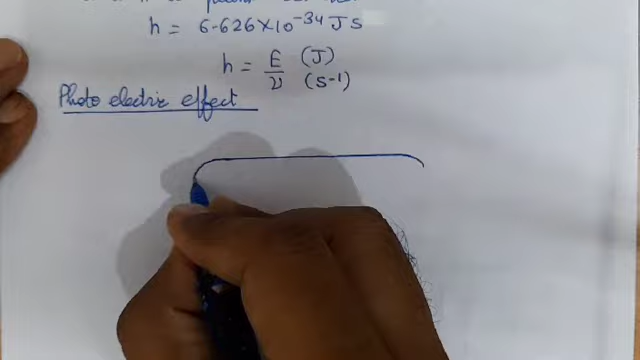 h = 6.626×10⁻³⁴ J s
h = E/ν (J) (s-1)
Photo electric effect